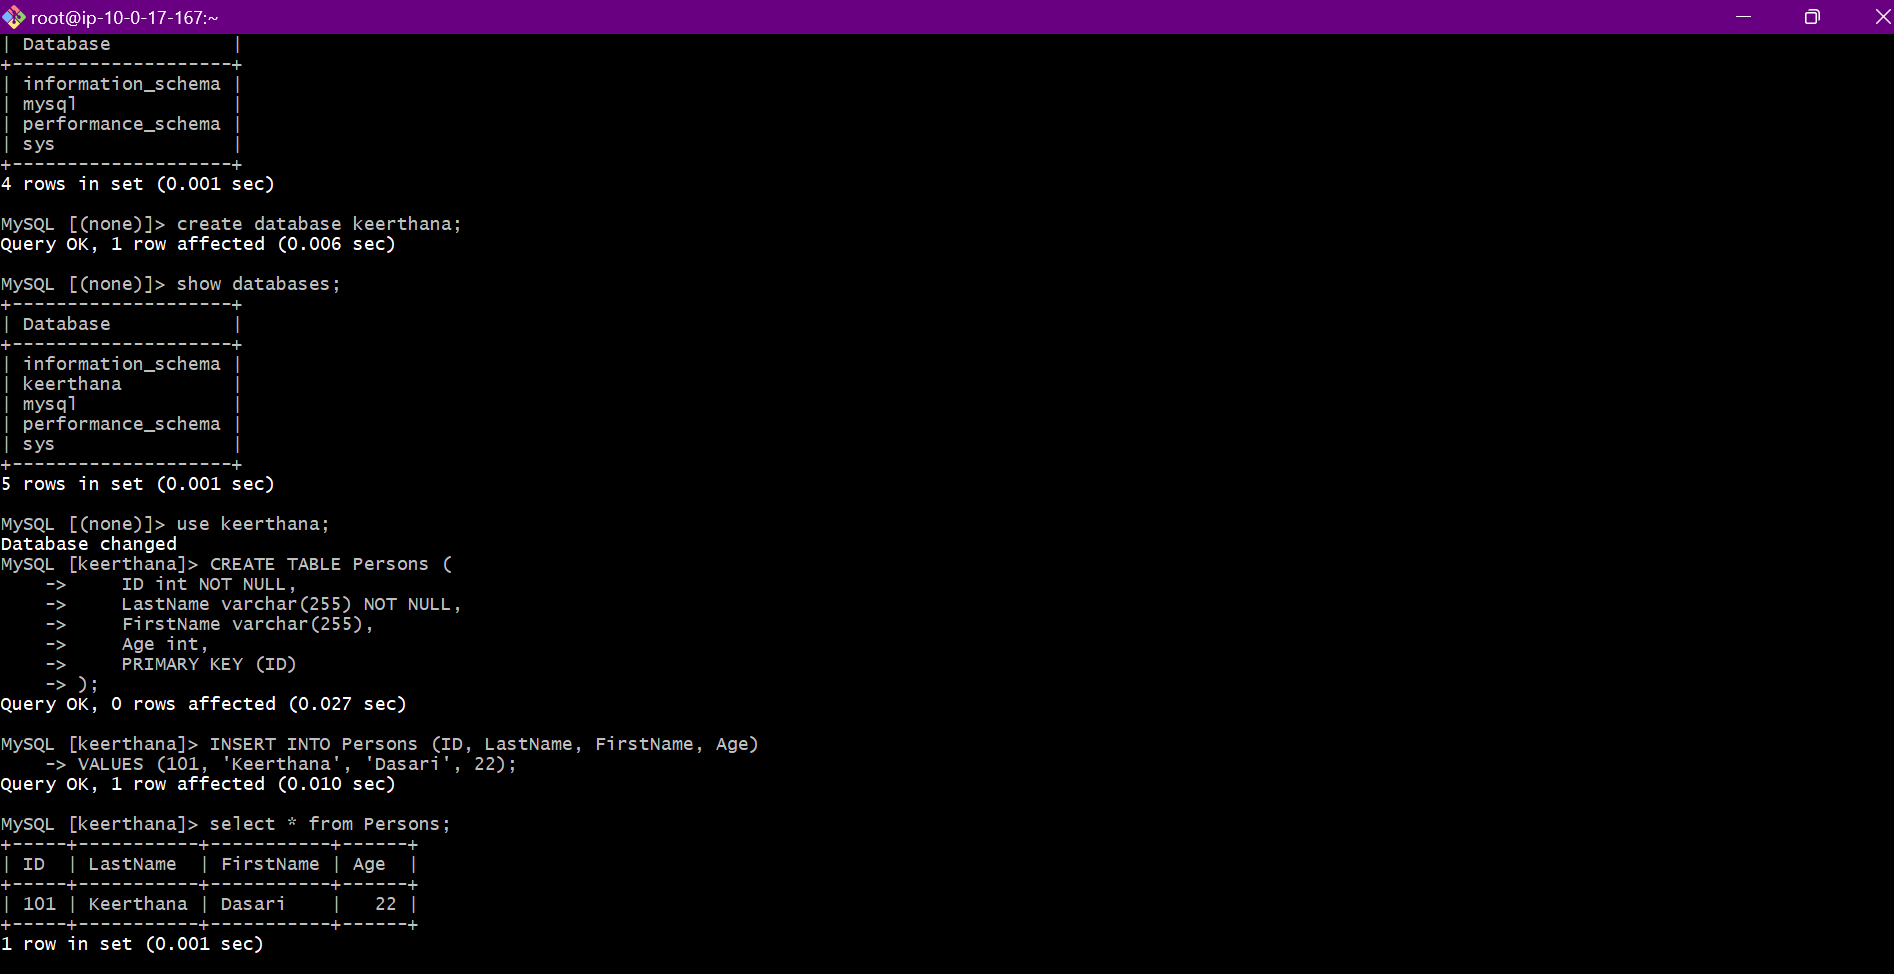 root@ip-10-0-17-167:~
| Database           |
+--------------------+
| information_schema |
| mysql              |
| performance_schema |
| sys                |
+--------------------+
4 rows in set (0.001 sec)
MySQL [(none)]> create database keerthana;
Query OK, 1 row affected (0.006 sec)
MySQL [(none)]> show databases;
+--------------------+
| Database           |
+--------------------+
| information_schema |
| keerthana          |
| mysql              |
| performance_schema |
| sys                |
+--------------------+
5 rows in set (0.001 sec)
MySQL [(none)]> use keerthana;
Database changed
MySQL [keerthana]> CREATE TABLE Persons (
    ->     ID int NOT NULL,
    ->     LastName varchar(255) NOT NULL,
    ->     FirstName varchar(255),
    ->     Age int,
    ->     PRIMARY KEY (ID)
    -> );
Query OK, 0 rows affected (0.027 sec)
MySQL [keerthana]> INSERT INTO Persons (ID, LastName, FirstName, Age)
    -> VALUES (101, 'Keerthana', 'Dasari', 22);
Query OK, 1 row affected (0.010 sec)
MySQL [keerthana]> select * from Persons;
+-----+-----------+-----------+------+
| ID  | LastName  | FirstName | Age  |
+-----+-----------+-----------+------+
| 101 | Keerthana | Dasari    |   22 |
+-----+-----------+-----------+------+
1 row in set (0.001 sec)